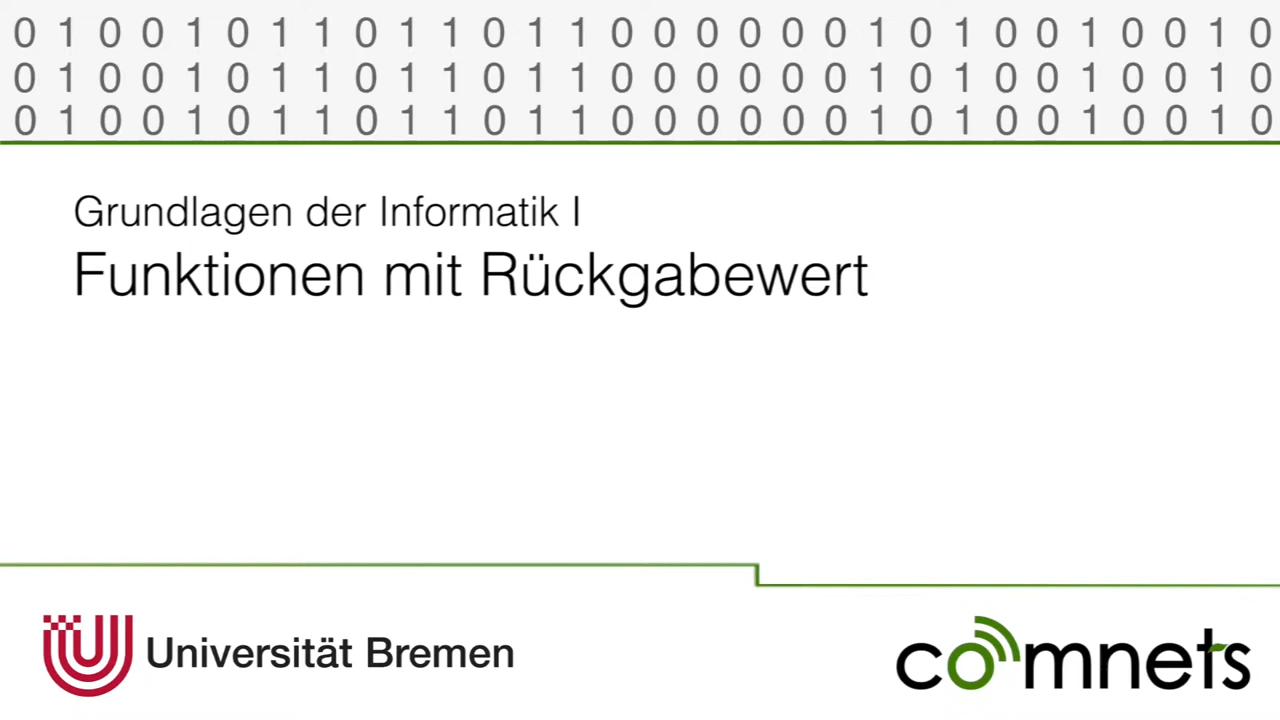 0 1 0 0 1 0 1 1 0 1 1 0 1 1 0 0 0 0 0 0 1 0 1 0 0 1 0 0 1 0
0 1 0 0 1 0 1 1 0 1 1 0 1 1 0 0 0 0 0 0 1 0 1 0 0 1 0 0 1 0
0 1 0 0 1 0 1 1 0 1 1 0 1 1 0 0 0 0 0 0 1 0 1 0 0 1 0 0 1 0
Grundlagen der Informatik I
Funktionen mit Rückgabewert
Universität Bremen
comnets